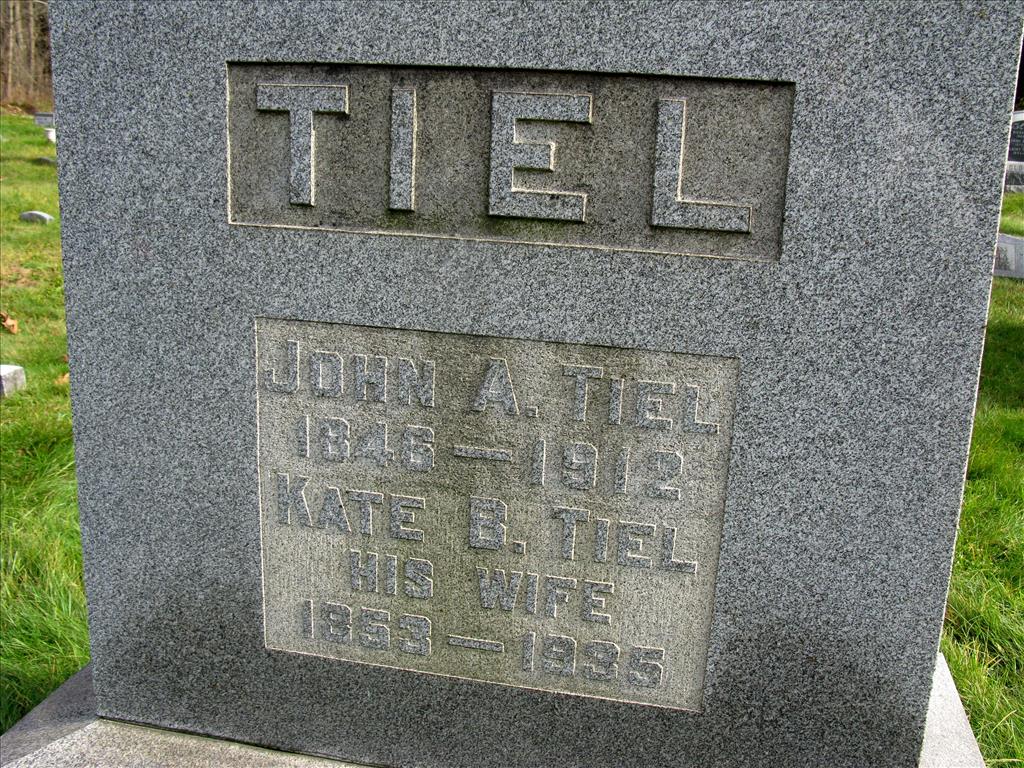 TIEL
JOHN A. TIEL
1846 — 1912
KATE B. TIEL
HIS WIFE
1853 — 1935